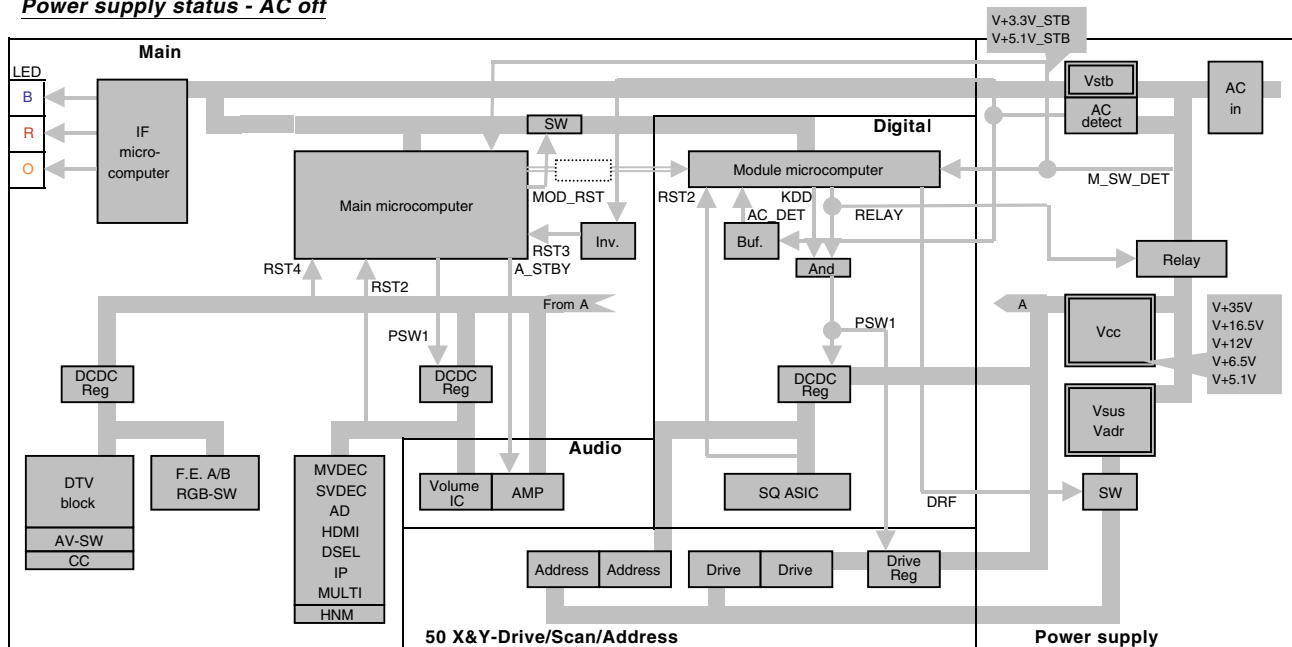 Power supply status - AC off
V+3.3V_STB
V+5.1V_STB
Main
LED
B
R
O
IF
micro-
computer
Vstb
AC
detect
AC
in
SW
Digital
Main microcomputer
Module microcomputer
M_SW_DET
MOD_RST
RST2
KDD
AC_DET
RELAY
RST3
Inv.
Buf.
A_STBY
And
Relay
RST4
RST2
From A
A
PSW1
PSW1
Vcc
V+35V
V+16.5V
V+12V
V+6.5V
V+5.1V
DCDC
Reg
DCDC
Reg
DCDC
Reg
Vsus
Vadr
Audio
DTV
block
AV-SW
CC
F.E. A/B
RGB-SW
MVDEC
SVDEC
AD
HDMI
DSEL
IP
MULTI
HNM
Volume
IC
AMP
SQ ASIC
DRF
SW
Address
Address
Drive
Drive
Drive
Reg
50 X&Y-Drive/Scan/Address
Power supply